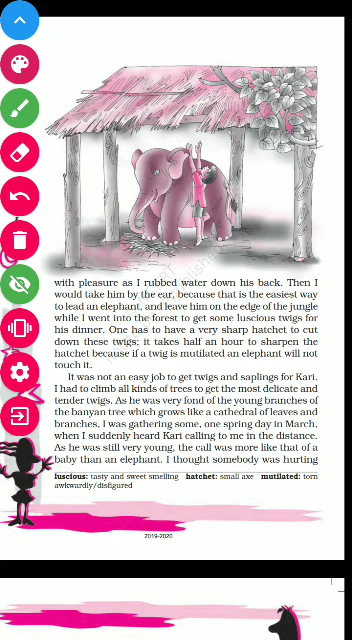 with pleasure as I rubbed water down his back. Then I
would take him by the ear, because that is the easiest way
to lead an elephant, and leave him on the edge of the jungle
while I went into the forest to get some luscious twigs for
his dinner. One has to have a very sharp hatchet to cut
down these twigs; it takes half an hour to sharpen the
hatchet because if a twig is mutilated an elephant will not
touch it.
It was not an easy job to get twigs and saplings for Kari.
I had to climb all kinds of trees to get the most delicate and
tender twigs. As he was very fond of the young branches of
the banyan tree which grows like a cathedral of leaves and
branches, I was gathering some, one spring day in March,
when I suddenly heard Kari calling to me in the distance.
As he was still very young, the call was more like that of a
baby than an elephant. I thought somebody was hurting
luscious: tasty and sweet smelling hatchet: small axe mutilated: torn
awkwardly/disfigured
2019-2020